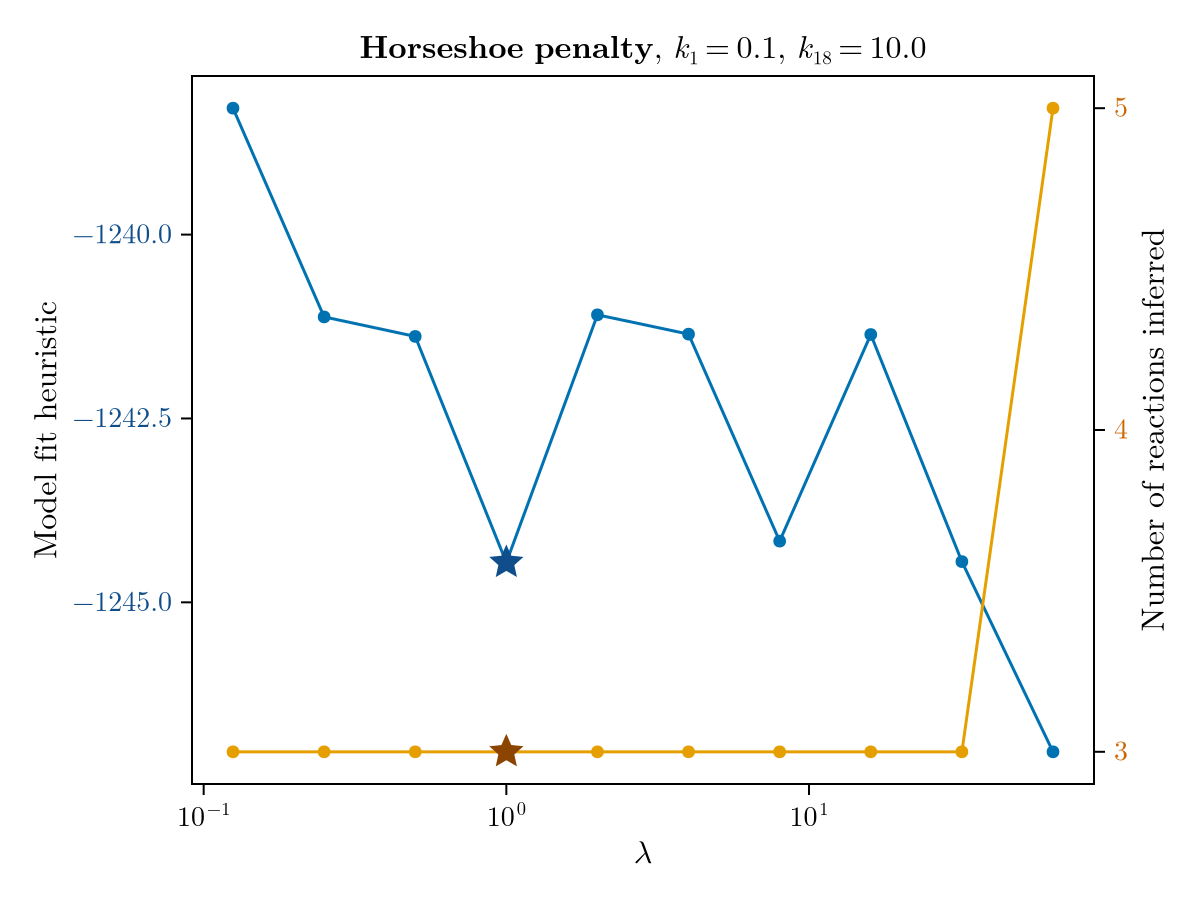 Horseshoe penalty, k₁ = 0.1, k₁₈ = 10.0
Model fit heuristic
−1240.0
−1242.5
−1245.0
5
4
3
Number of reactions inferred
10⁻¹
10⁰
10¹
λ